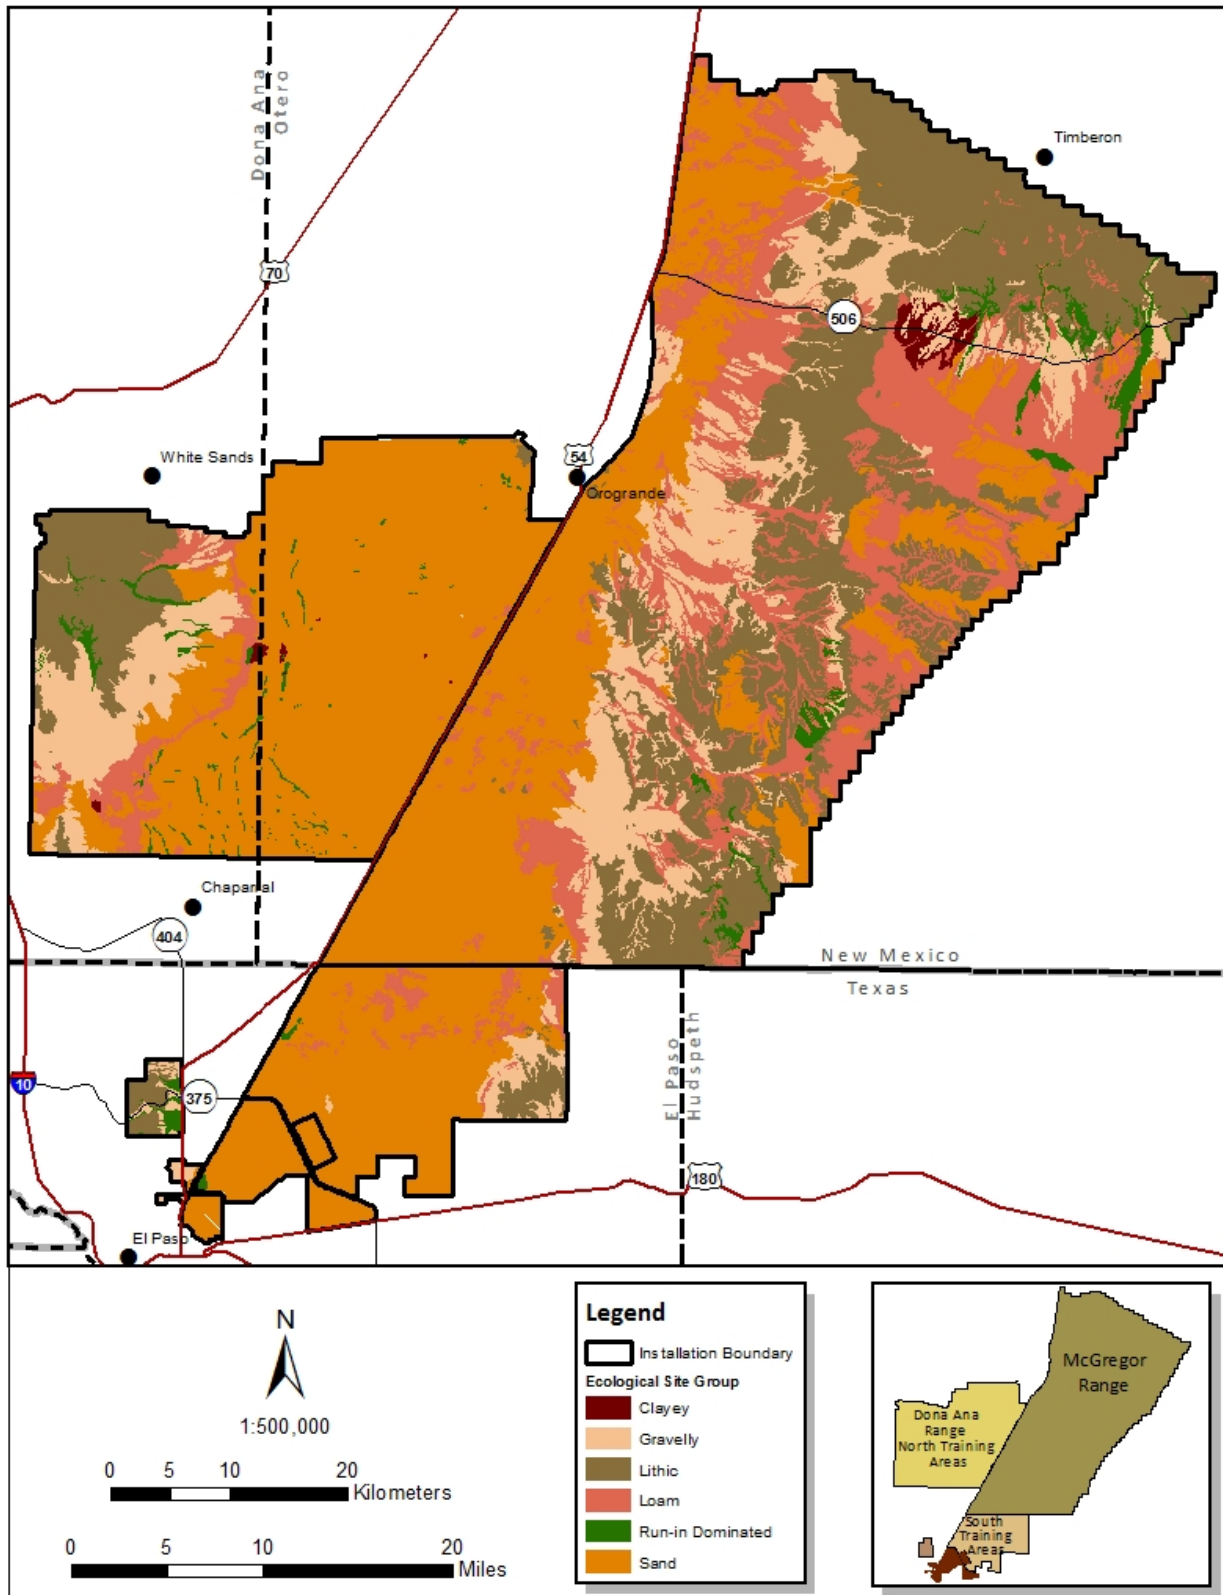 Dona Ana
Otero
Timberon
70
506
White Sands
54
Orogrande
Chaparral
404
New Mexico
Texas
El Paso
Hudspeth
10
375
180
El Paso
N
1:500,000
0 5 10 20
Kilometers
0 5 10 20
Miles
Legend
Installation Boundary
Ecological Site Group
Clayey
Gravelly
Lithic
Loam
Run-in Dominated
Sand
McGregor
Range
Dona Ana
Range
North Training
Areas
South
Training
Areas